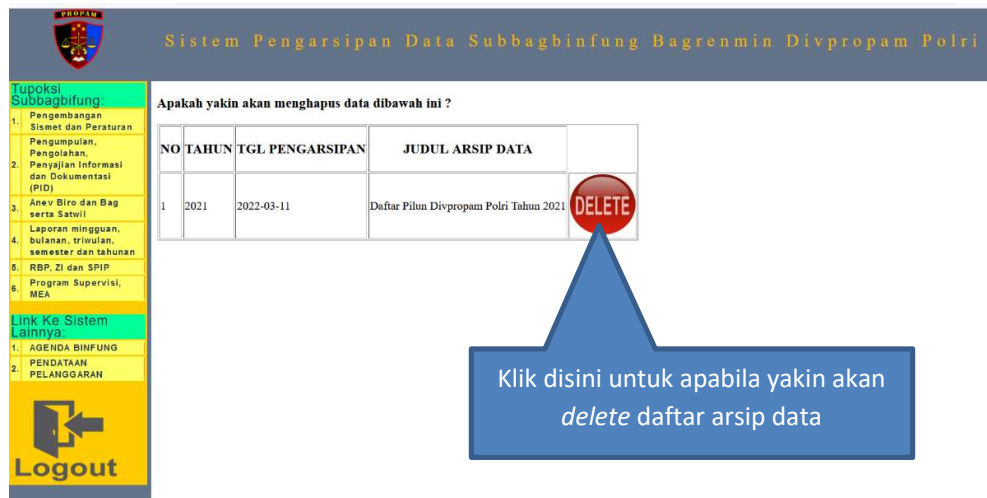 PROPAM
Sistem Pengarsipan Data Subbagbinfung Bagrenmin Divpropam Polri
Tupoksi
Subbagbifung:
1. Pengembangan
Sismet dan Peraturan
2. Pengumpulan,
Pengolahan,
Penyajian Informasi
dan Dokumentasi
(PID)
3. Anev Biro dan Bag
serta Satwil
4. Laporan mingguan,
bulanan, triwulan,
semester dan tahunan
5. RBP, ZI dan SPIP
6. Program Supervisi,
MEA
Link Ke Sistem
Lainnya:
1. AGENDA BINFUNG
2. PENDATAAN
PELANGGARAN
Logout
Apakah yakin akan menghapus data dibawah ini ?
NO TAHUN TGL PENGARSIPAN JUDUL ARSIP DATA
1 2021 2022-03-11 Daftar Pilun Divpropam Polri Tahun 2021 DELETE
Klik disini untuk apabila yakin akan
delete daftar arsip data